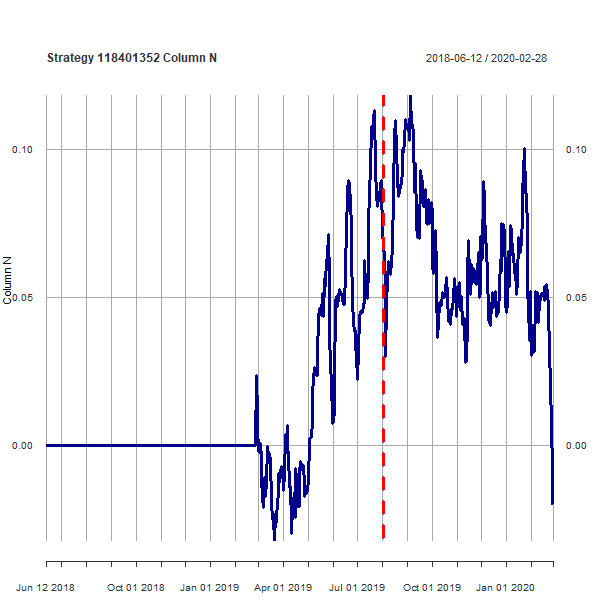 Strategy 118401352 Column N
2018-06-12 / 2020-02-28
0.10
0.10
Column N
0.05
0.05
0.00
0.00
Jun 12 2018
Oct 01 2018
Jan 01 2019
Apr 01 2019
Jul 01 2019
Oct 01 2019
Jan 01 2020